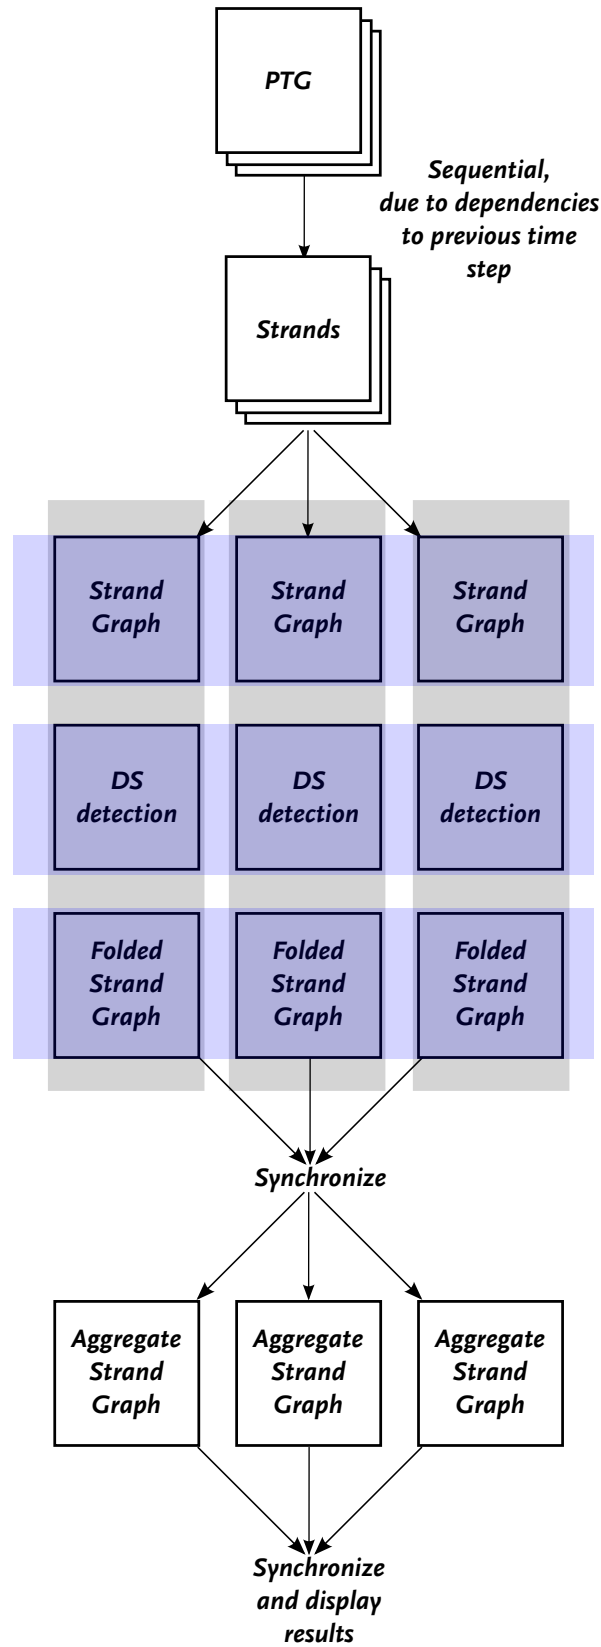 PTG
Sequential,
due to dependencies
to previous time
step
Strands
Strand
Graph
Strand
Graph
Strand
Graph
DS
detection
DS
detection
DS
detection
Folded
Strand
Graph
Folded
Strand
Graph
Folded
Strand
Graph
Synchronize
Aggregate
Strand
Graph
Aggregate
Strand
Graph
Aggregate
Strand
Graph
Synchronize
and display
results